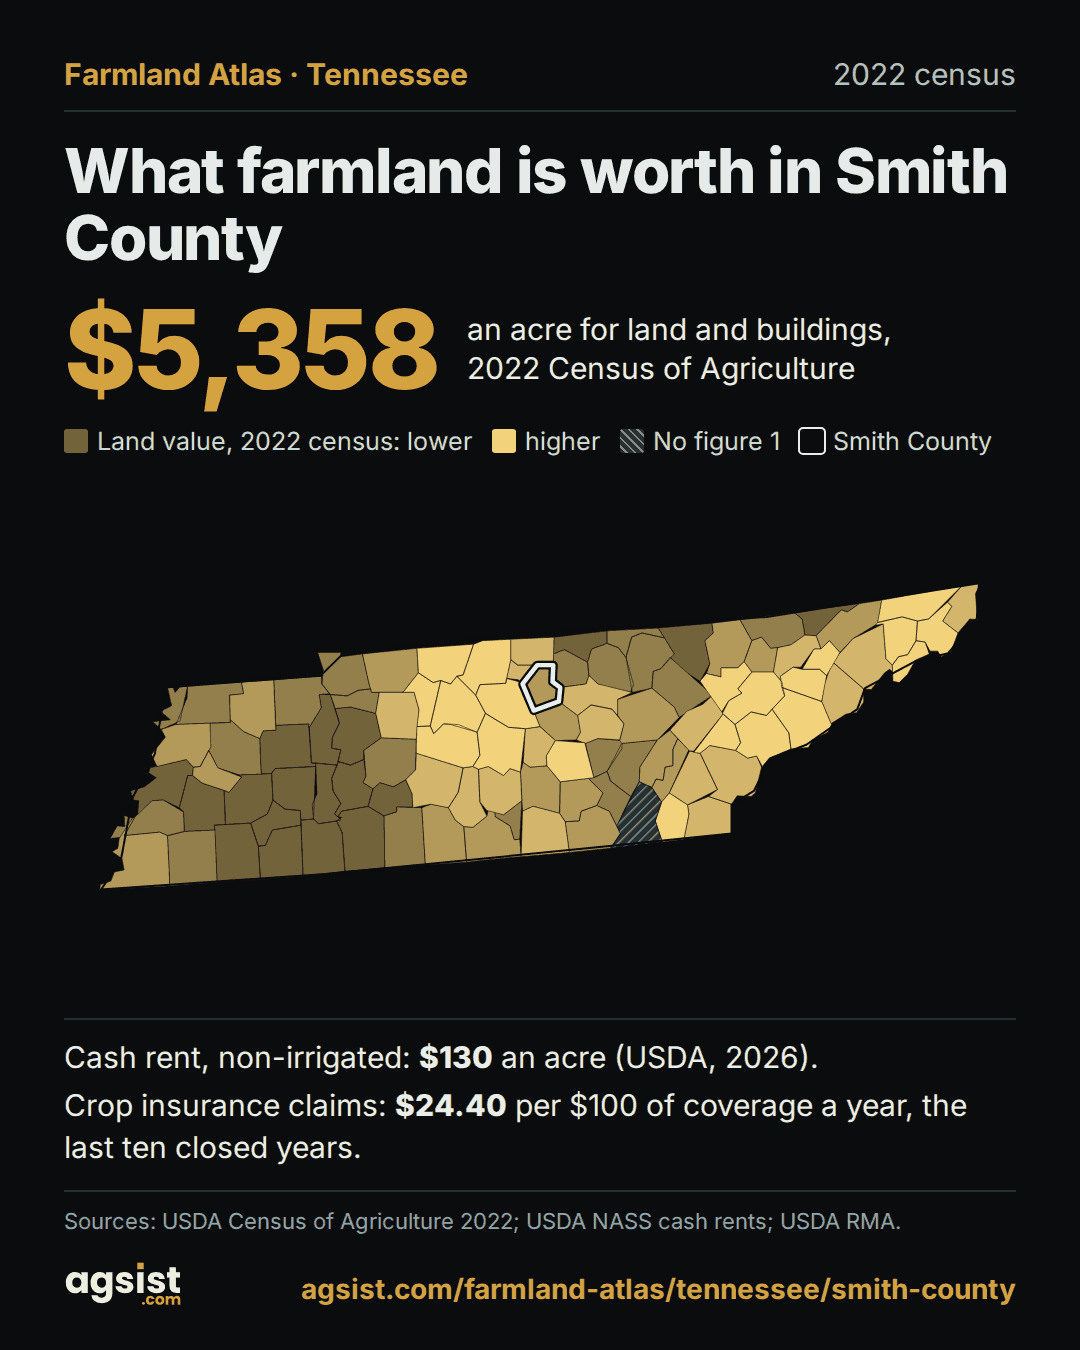 Farmland Atlas · Tennessee
2022 census
What farmland is worth in Smith
County
$5,358
an acre for land and buildings,
2022 Census of Agriculture
Land value, 2022 census: lower
higher
No figure 1
Smith County
Cash rent, non-irrigated: $130 an acre (USDA, 2026).
Crop insurance claims: $24.40 per $100 of coverage a year, the
last ten closed years.
Sources: USDA Census of Agriculture 2022; USDA NASS cash rents; USDA RMA.
agsist
.com
agsist.com/farmland-atlas/tennessee/smith-county